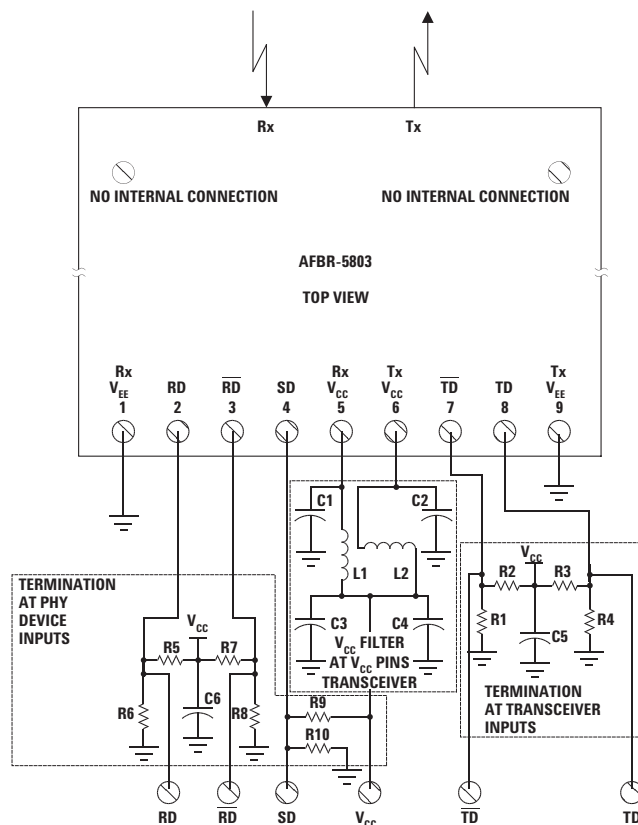 Rx Tx
NO INTERNAL CONNECTION NO INTERNAL CONNECTION
AFBR-5803
TOP VIEW
Rx Rx Tx Tx
VEE RD RD SD VCC VCC TD TD VEE
1 2 3 4 5 6 7 8 9
C1 C2
L1 L2
C3 C4
VCC FILTER
AT VCC PINS
TRANSCEIVER
TERMINATION
AT PHY
DEVICE
INPUTS
VCC
R5 R7
C6
R6 R8
R9
R10
VCC
R2 R3
R1 R4
C5
TERMINATION
AT TRANSCEIVER
INPUTS
RD RD SD VCC TD TD